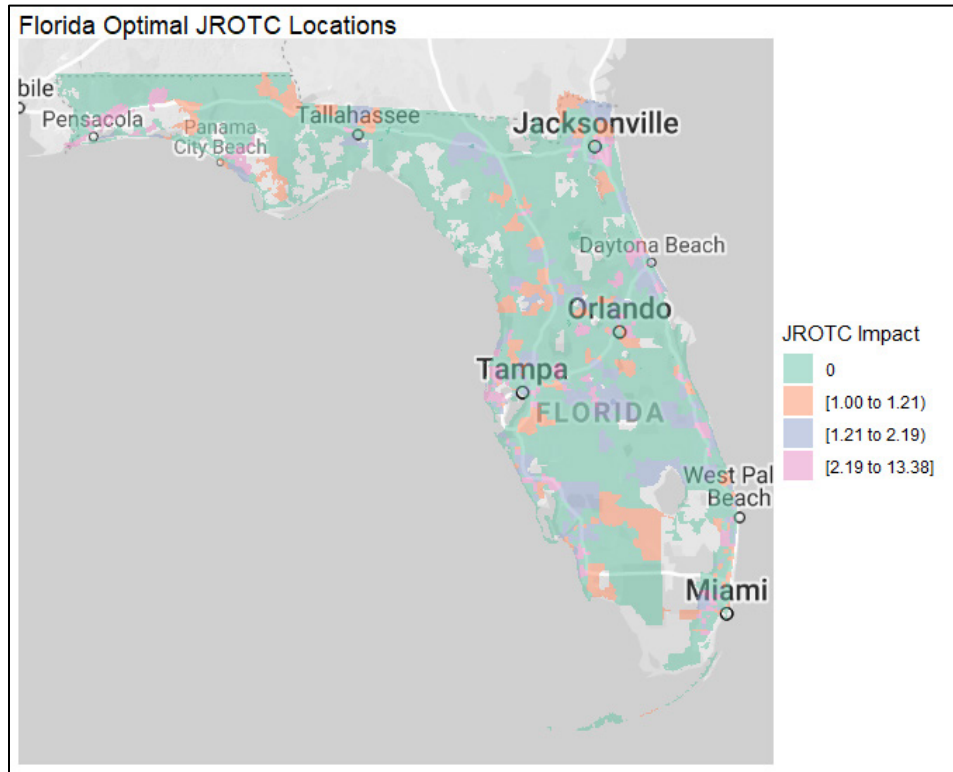 Florida Optimal JROTC Locations
bile
Pensacola
Panama
City Beach
Tallahassee
Jacksonville
Daytona Beach
Orlando
Tampa
FLORIDA
West Pal
Beach
Miami
JROTC Impact
0
[1.00 to 1.21)
[1.21 to 2.19)
[2.19 to 13.38]